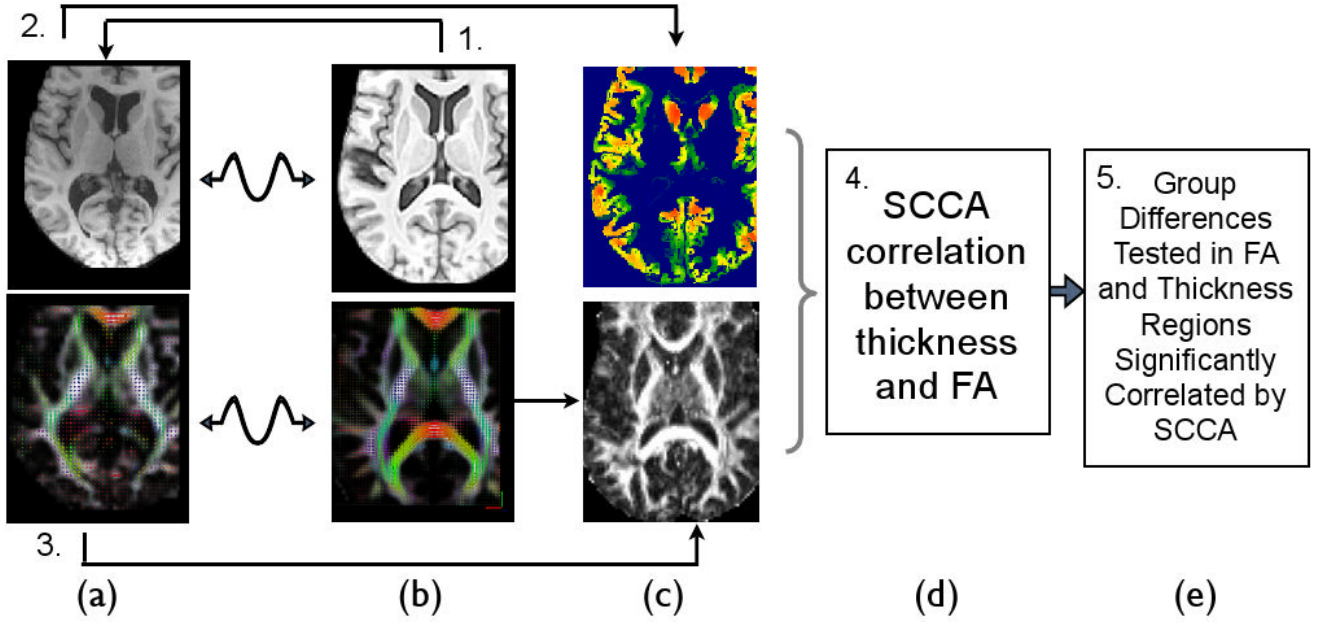 2.
1.
4.
SCCA
correlation
between
thickness
and FA
5.
Group
Differences
Tested in FA
and Thickness
Regions
Significantly
Correlated by
SCCA
3.
(a)
(b)
(c)
(d)
(e)